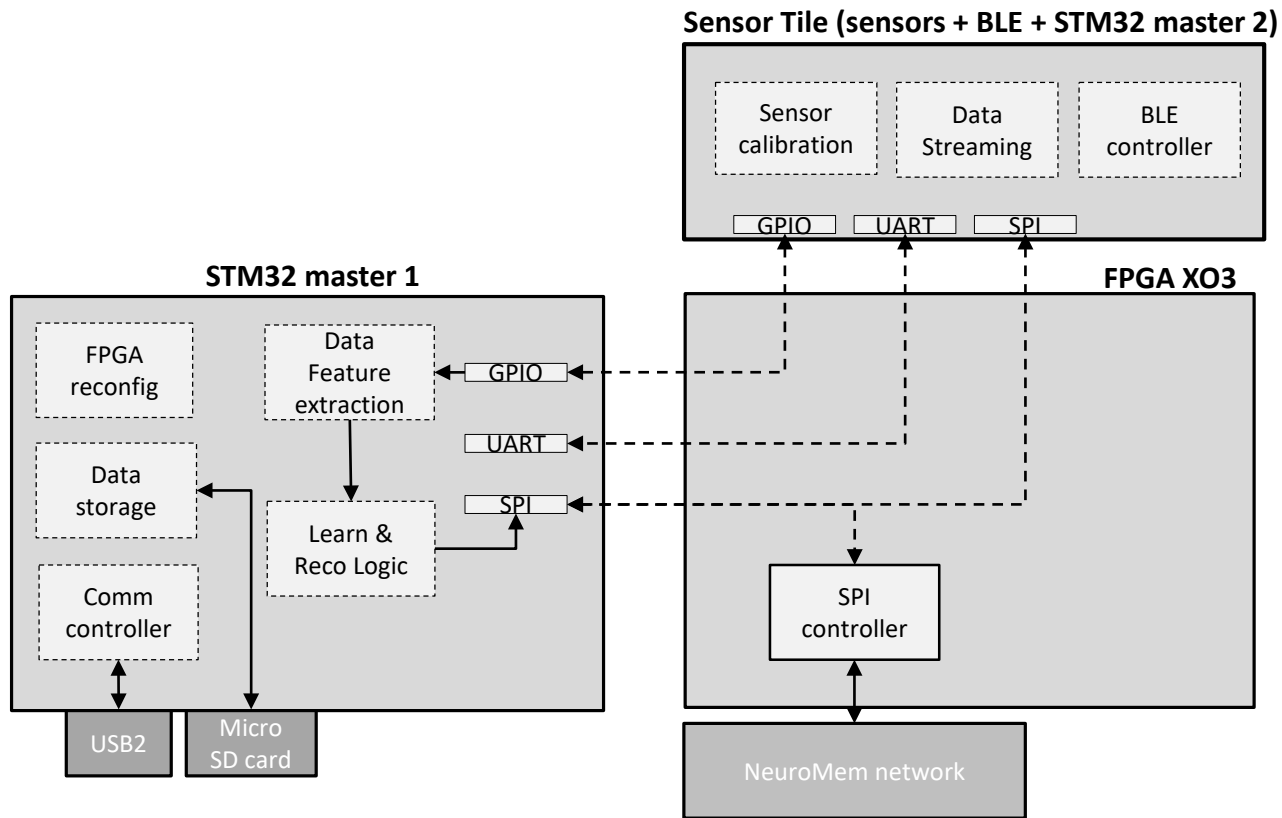 Sensor Tile (sensors + BLE + STM32 master 2)
Sensor
calibration
Data
Streaming
BLE
controller
GPIO
UART
SPI
STM32 master 1
FPGA
reconfig
Data
Feature
extraction
GPIO
UART
SPI
Data
storage
Learn &
Reco Logic
Comm
controller
USB2
Micro
SD card
FPGA XO3
SPI
controller
NeuroMem network